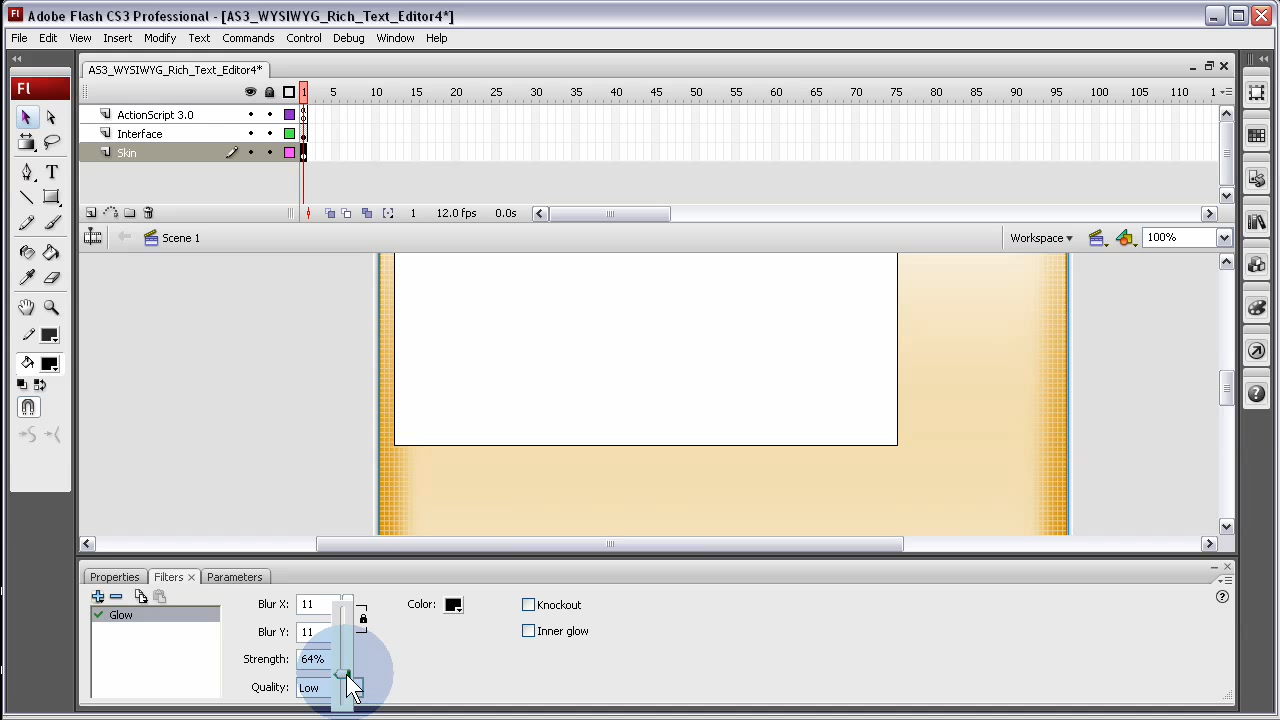 Fl Adobe Flash CS3 Professional - [AS3_WYSIWYG_Rich_Text_Editor4*]
File Edit View Insert Modify Text Commands Control Debug Window Help
AS3_WYSIWYG_Rich_Text_Editor4*
Fl
1 5 10 15 20 25 30 35 40 45 50 55 60 65 70 75 80 85 90 95 100 105 110 1
ActionScript 3.0
Interface
Skin
T
1 12.0 fps 0.0s
Scene 1 Workspace 100%
Properties Filters Parameters
Glow
Blur X: 11 Color: Knockout
Blur Y: 11 Inner glow
Strength: 64%
Quality: Low